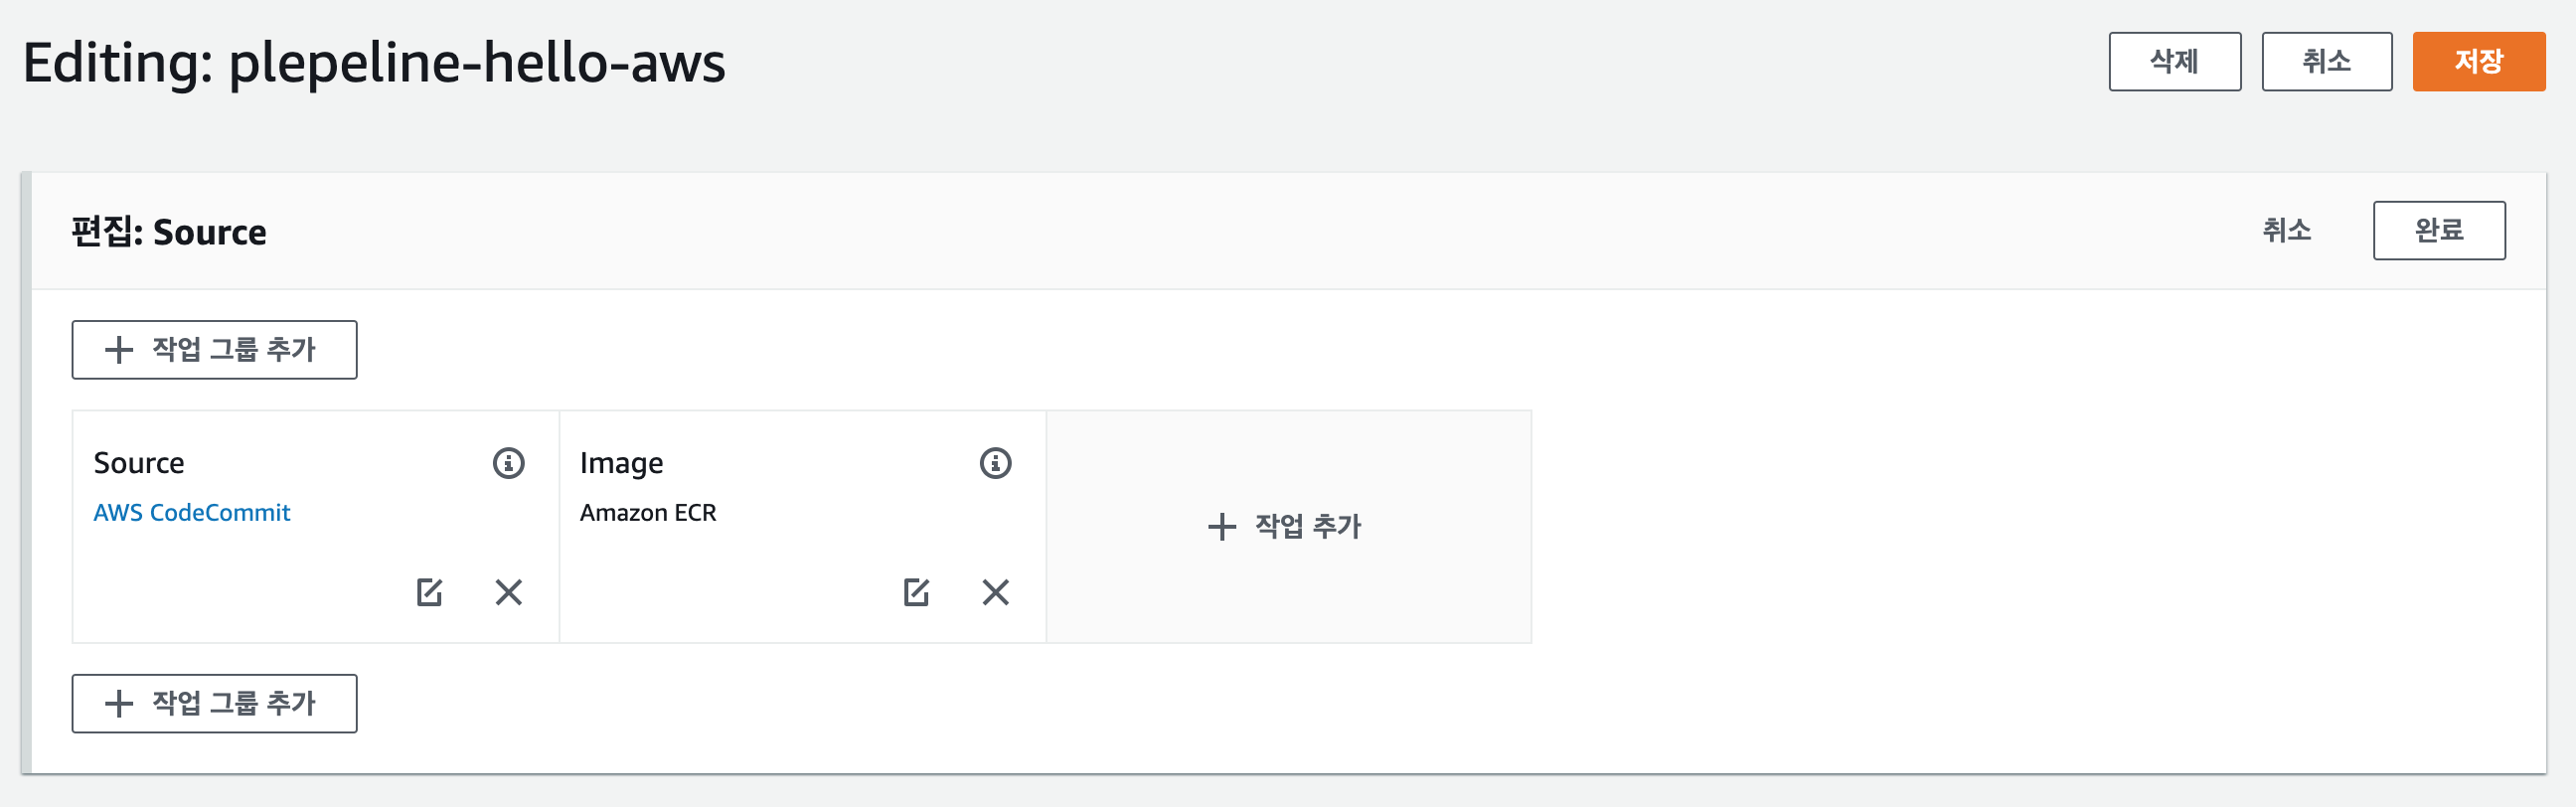 Editing: plepeline-hello-aws
삭제
취소
저장
편집: Source
취소
완료
작업 그룹 추가
Source
AWS CodeCommit
Image
Amazon ECR
작업 추가
작업 그룹 추가